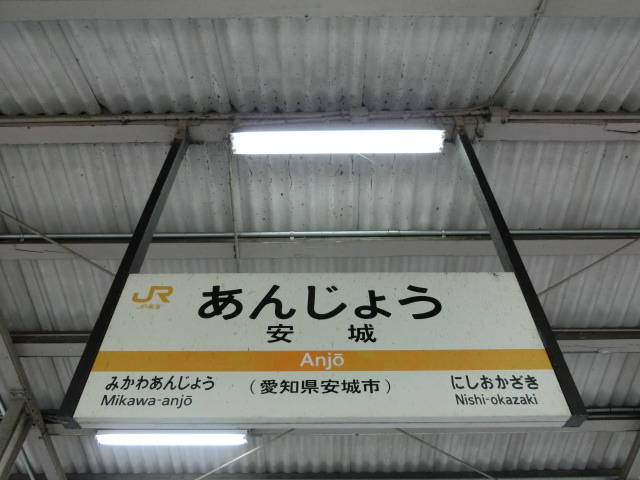 JR
JR東海
あんじょう
安城
Anjō
みかわあんじょう
Mikawa-anjō
(愛知県安城市)
にしおかざき
Nishi-okazaki